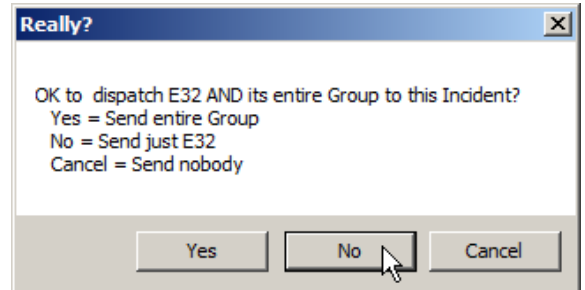 Really?
OK to  dispatch E32 AND its entire Group to this Incident?
Yes = Send entire Group
No = Send just E32
Cancel = Send nobody
Yes No Cancel